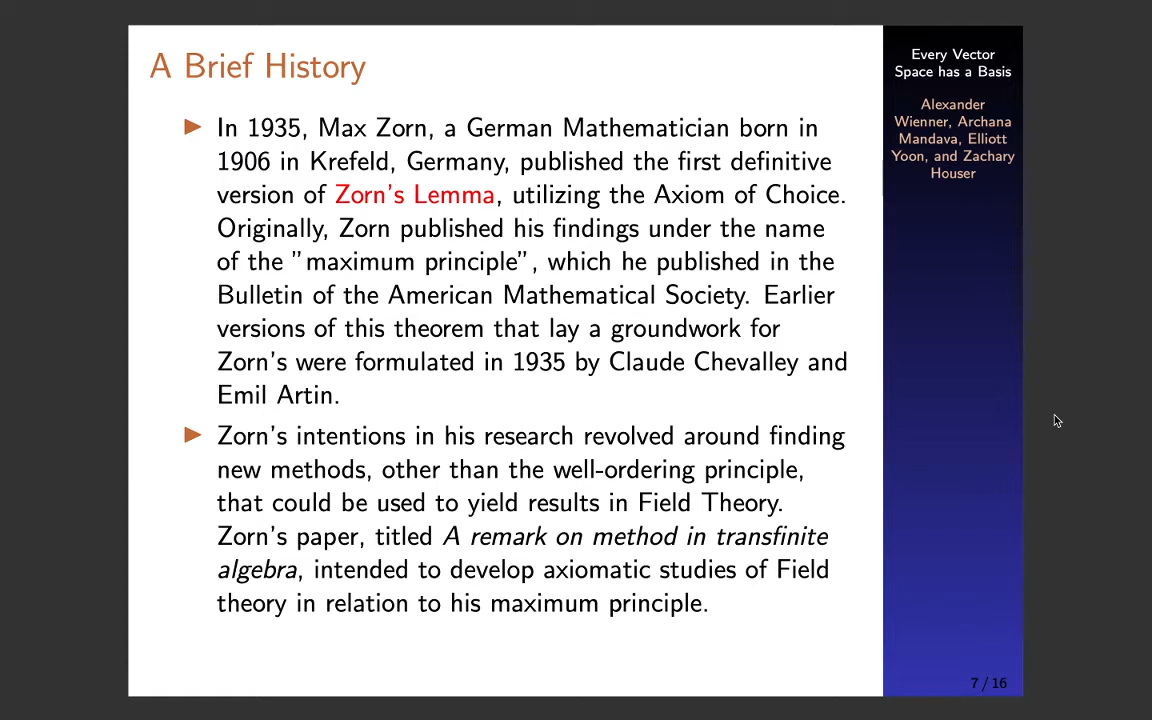 A Brief History
In 1935, Max Zorn, a German Mathematician born in
1906 in Krefeld, Germany, published the first definitive
version of Zorn's Lemma, utilizing the Axiom of Choice.
Originally, Zorn published his findings under the name
of the "maximum principle", which he published in the
Bulletin of the American Mathematical Society. Earlier
versions of this theorem that lay a groundwork for
Zorn's were formulated in 1935 by Claude Chevalley and
Emil Artin.
Zorn's intentions in his research revolved around finding
new methods, other than the well-ordering principle,
that could be used to yield results in Field Theory.
Zorn's paper, titled A remark on method in transfinite
algebra, intended to develop axiomatic studies of Field
theory in relation to his maximum principle.
Every Vector
Space has a Basis
Alexander
Wienner, Archana
Mandava, Elliott
Yoon, and Zachary
Houser
7 / 16